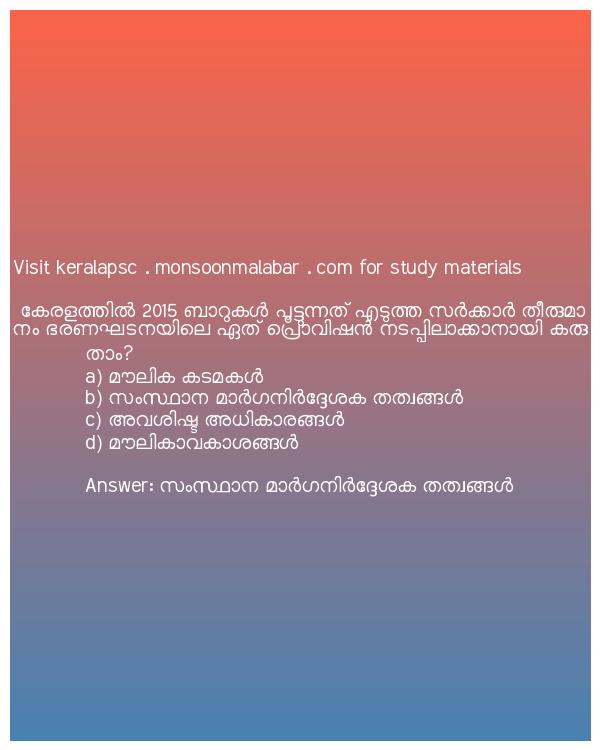 Visit keralapsc . monsoonmalabar . com for study materials
കേരളത്തിൽ 2015 ബാറുകൾ പൂട്ടുന്നത് എടുത്ത സർക്കാർ തീരുമാ
നം ഭരണഘടനയിലെ ഏത് പ്രൊവിഷൻ നടപ്പിലാക്കാനായി കരു
താം?
a) മൗലിക കടമകൾ
b) സംസ്ഥാന മാർഗനിർദ്ദേശക തത്വങ്ങൾ
c) അവശിഷ്ട അധികാരങ്ങൾ
d) മൗലികാവകാശങ്ങൾ
Answer: സംസ്ഥാന മാർഗനിർദ്ദേശക തത്വങ്ങൾ